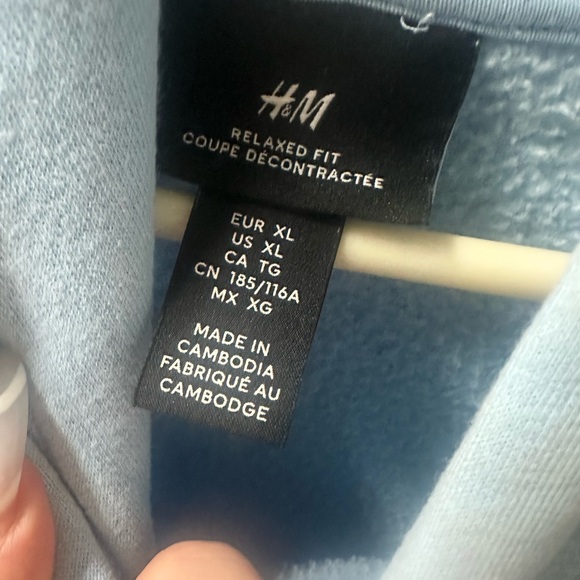 H&M
RELAXED FIT
COUPE DÉCONTRACTÉE
EUR XL
US XL
CA TG
CN 185/116A
MX XG
MADE IN
CAMBODIA
FABRIQUÉ AU
CAMBODGE